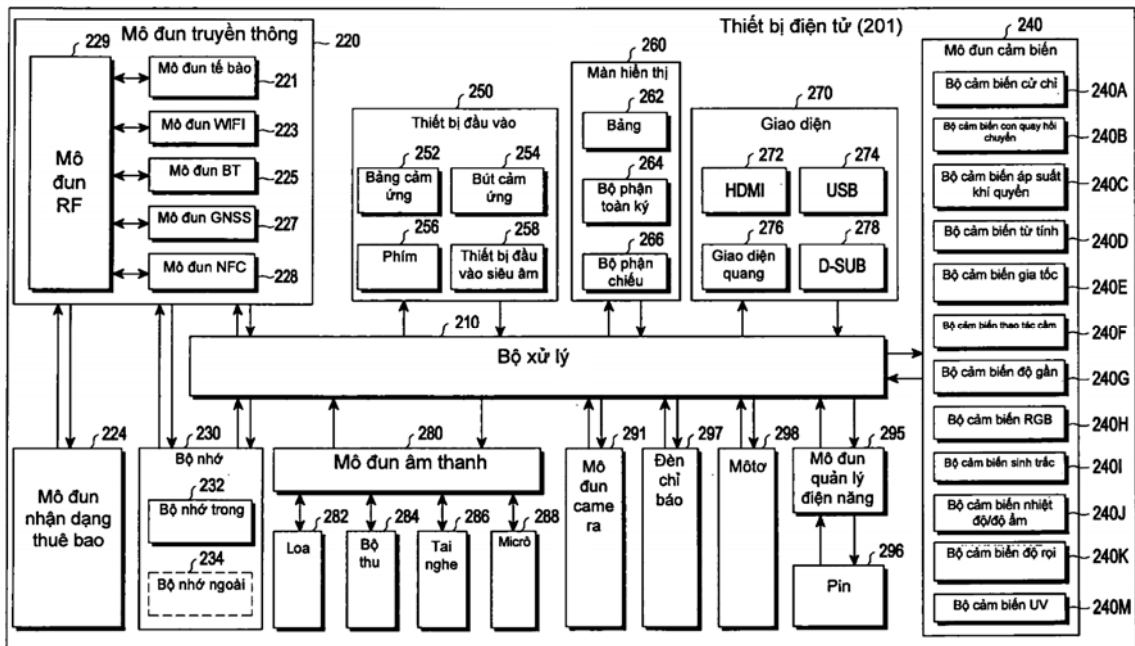 Thiết bị điện tử (201)
Mô đun truyền thông
220
229
Mô
đun
RF
Mô đun tế bào
221
Mô đun WIFI
223
Mô đun BT
225
Mô đun GNSS
227
Mô đun NFC
228
250
Thiết bị đầu vào
252
Bảng cảm
ứng
254
Bút cảm
ứng
256
Phím
258
Thiết bị đầu
vào siêu âm
260
Màn hiển thị
262
Bảng
264
Bộ phận
toàn ký
266
Bộ phận
chiếu
270
Giao diện
272
HDMI
274
USB
276
Giao diện
quang
278
D-SUB
240
Mô đun cảm biến
Bộ cảm biến cử chỉ
240A
Bộ cảm biến con quay hồi
chuyển
240B
Bộ cảm biến áp suất
khí quyển
240C
Bộ cảm biến từ tính
240D
Bộ cảm biến gia tốc
240E
Bộ cảm biến thao tác cầm
240F
Bộ cảm biến độ gần
240G
Bộ cảm biến RGB
240H
Bộ cảm biến sinh trắc
240I
Bộ cảm biến nhiệt
độ/độ ẩm
240J
Bộ cảm biến độ rọi
240K
Bộ cảm biến UV
240M
210
Bộ xử lý
224
Mô đun
nhận dạng
thuê bao
230
Bộ nhớ
232
Bộ nhớ trong
234
Bộ nhớ ngoài
280
Mô đun âm thanh
282
Loa
284
Bộ
thu
286
Tai
nghe
288
Micrô
291
Mô
đun
came
ra
297
Đèn
chỉ
báo
298
Môtơ
295
Mô đun
quản lý
điện năng
296
Pin